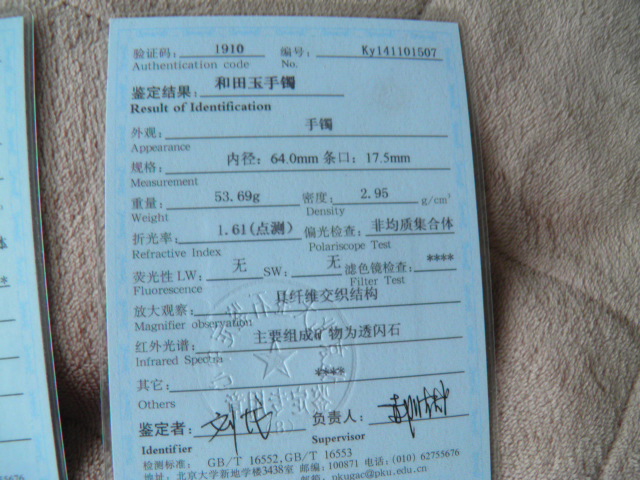 验证码: 1910 编号: Ky141101507
Authentication code No.
鉴定结果: 和田玉手镯
Result of Identification
外观: 手镯
Appearance
规格: 内径: 64.0mm 条口: 17.5mm
Measurement
重量: 53.69g 密度: 2.95 g/cm³
Weight Density
折光率: 1.61(点测) 偏光检查: 非均质集合体
Refractive Index Polariscope Test
荧光性 LW: 无 SW: 无 滤色镜检查: ****
Fluorescence Filter Test
放大观察: 具纤维交织结构
Magnifier observation
红外光谱: 主要组成矿物为透闪石
Infrared Spectra
其它: ****
Others
鉴定者: 负责人:
Identifier Supervisor
检测标准: GB/T 16552,GB/T 16553
地址: 北京大学新地学楼3438室 邮编: 100871 电话: (010) 62755676
邮箱: pkugac@pku.edu.cn